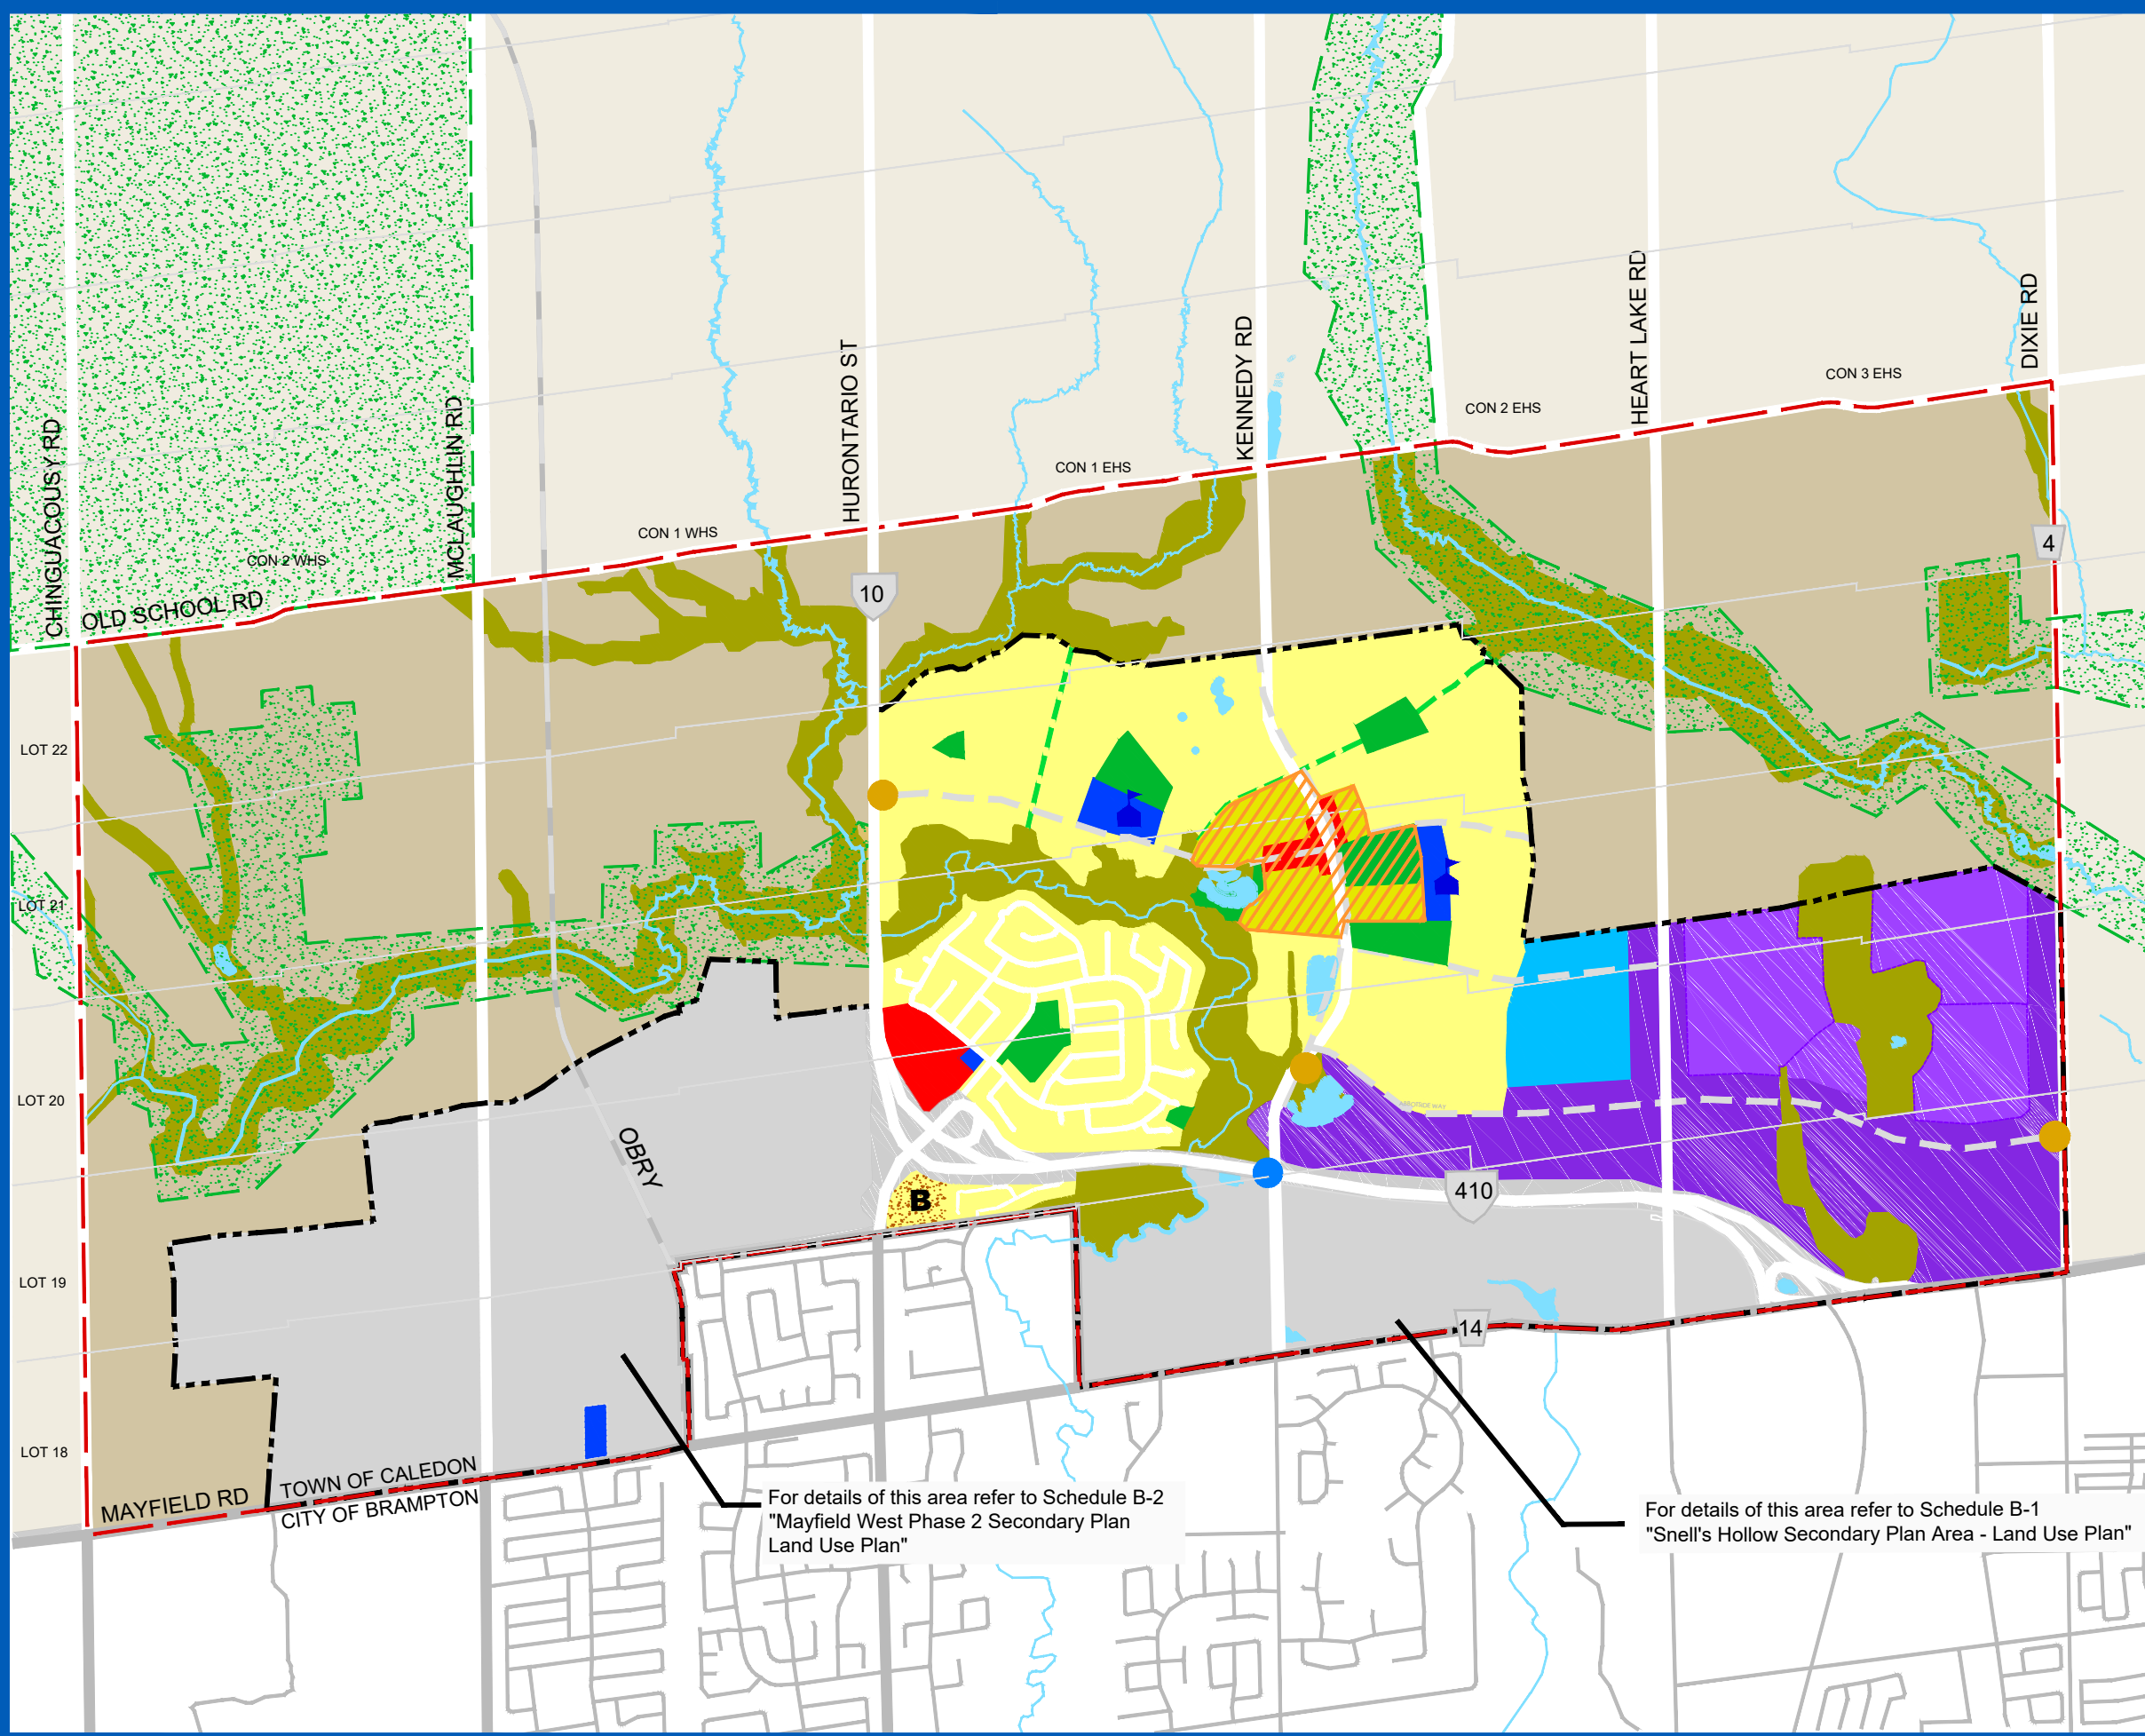 HEART LAKE RD
DIXIE RD
KENNEDY RD
HURONTARIO ST
MCLAUGHLIN RD
CHINGUACOUSY RD
CON 3 EHS
CON 2 EHS
CON 1 EHS
CON 1 WHS
CON 2 WHS
OLD SCHOOL RD
10
4
LOT 22
LOT 21
LOT 20
LOT 19
LOT 18
OBRY
B
410
14
MAYFIELD RD
TOWN OF CALEDON
CITY OF BRAMPTON
For details of this area refer to Schedule B-2
"Mayfield West Phase 2 Secondary Plan
Land Use Plan"
For details of this area refer to Schedule B-1
"Snell's Hollow Secondary Plan Area - Land Use Plan"